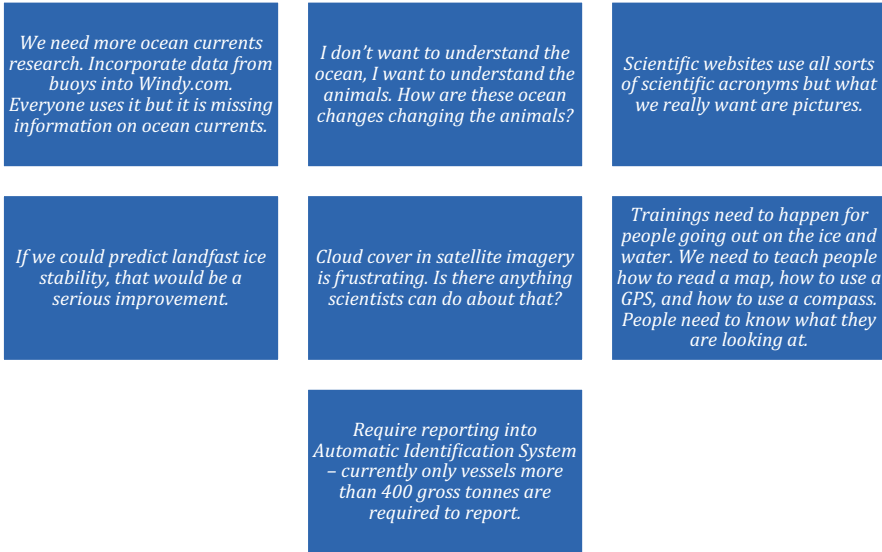 We need more ocean currents
research. Incorporate data from
buoys into Windy.com.
Everyone uses it but it is missing
information on ocean currents.
I don’t want to understand the
ocean, I want to understand the
animals. How are these ocean
changes changing the animals?
Scientific websites use all sorts
of scientific acronyms but what
we really want are pictures.
If we could predict landfast ice
stability, that would be a
serious improvement.
Cloud cover in satellite imagery
is frustrating. Is there anything
scientists can do about that?
Trainings need to happen for
people going out on the ice and
water. We need to teach people
how to read a map, how to use a
GPS, and how to use a compass.
People need to know what they
are looking at.
Require reporting into
Automatic Identification System
– currently only vessels more
than 400 gross tonnes are
required to report.